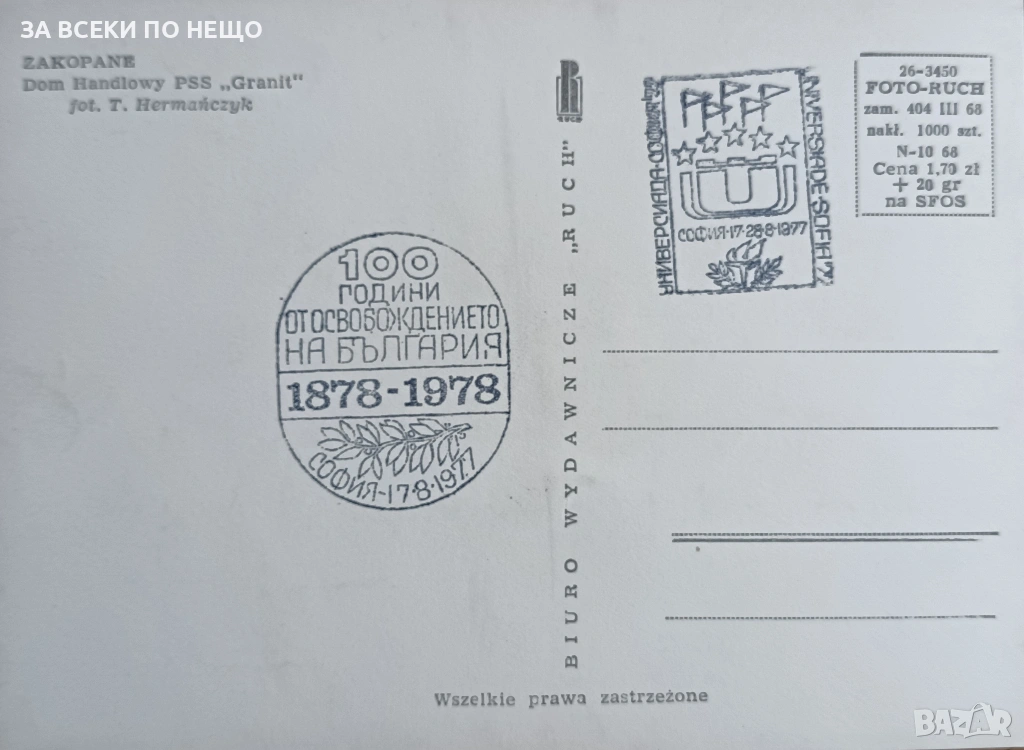 ЗА ВСЕКИ ПО НЕЩО
ZAKOPANE
Dom Handlowy PSS „Granit"
fot. T. Hermańczyk
100
ГОДИНИ
ОТ ОСВОБОЖДЕНИЕТО
НА БЪЛГАРИЯ
1878-1978
СОФИЯ-17·8·1977
RUCH
BIURO WYDAWNICZE „RUCH"
УНИВЕРСИАДА·СОФИЯ'77
UNIVERSIADE·SOFIA'77
СОФИЯ·17-28·8·1977
26-3450
FOTO-RUCH
zam. 404 III 68
nakł. 1000 szt.
N-10 68
Cena 1,70 zł
+ 20 gr
na SFOS
Wszelkie prawa zastrzeżone
BAZAR